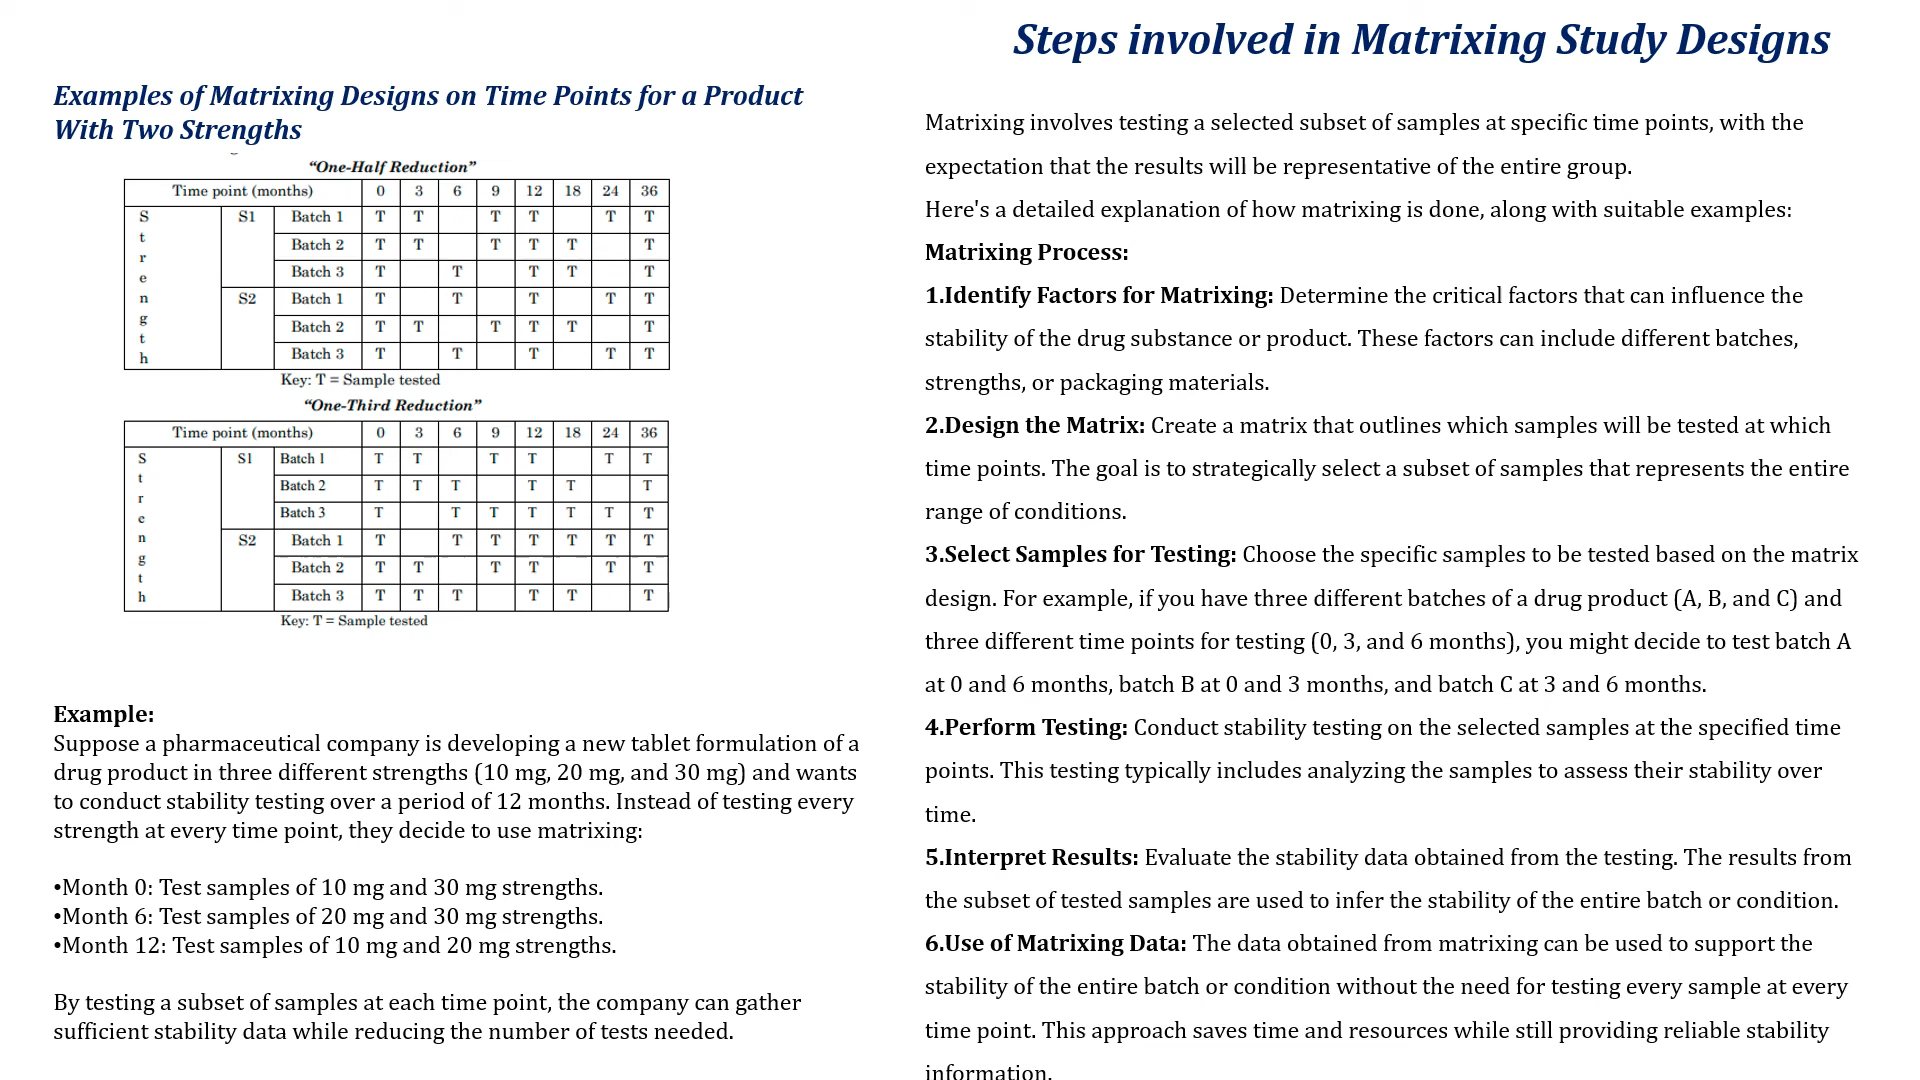 Steps involved in Matrixing Study Designs
Examples of Matrixing Designs on Time Points for a Product
With Two Strengths
“One-Half Reduction”
Time point (months) 0 3 6 9 12 18 24 36
Strength S1 Batch 1 T T T T T T
Batch 2 T T T T T T
Batch 3 T T T T T
S2 Batch 1 T T T T T
Batch 2 T T T T T T
Batch 3 T T T T T
Key: T = Sample tested
“One-Third Reduction”
Time point (months) 0 3 6 9 12 18 24 36
Strength S1 Batch 1 T T T T T T
Batch 2 T T T T T T
Batch 3 T T T T T T T
S2 Batch 1 T T T T T T T
Batch 2 T T T T T T
Batch 3 T T T T T T
Key: T = Sample tested
Example:
Suppose a pharmaceutical company is developing a new tablet formulation of a
drug product in three different strengths (10 mg, 20 mg, and 30 mg) and wants
to conduct stability testing over a period of 12 months. Instead of testing every
strength at every time point, they decide to use matrixing:
•Month 0: Test samples of 10 mg and 30 mg strengths.
•Month 6: Test samples of 20 mg and 30 mg strengths.
•Month 12: Test samples of 10 mg and 20 mg strengths.
By testing a subset of samples at each time point, the company can gather
sufficient stability data while reducing the number of tests needed.
Matrixing involves testing a selected subset of samples at specific time points, with the
expectation that the results will be representative of the entire group.
Here's a detailed explanation of how matrixing is done, along with suitable examples:
Matrixing Process:
1.Identify Factors for Matrixing: Determine the critical factors that can influence the
stability of the drug substance or product. These factors can include different batches,
strengths, or packaging materials.
2.Design the Matrix: Create a matrix that outlines which samples will be tested at which
time points. The goal is to strategically select a subset of samples that represents the entire
range of conditions.
3.Select Samples for Testing: Choose the specific samples to be tested based on the matrix
design. For example, if you have three different batches of a drug product (A, B, and C) and
three different time points for testing (0, 3, and 6 months), you might decide to test batch A
at 0 and 6 months, batch B at 0 and 3 months, and batch C at 3 and 6 months.
4.Perform Testing: Conduct stability testing on the selected samples at the specified time
points. This testing typically includes analyzing the samples to assess their stability over
time.
5.Interpret Results: Evaluate the stability data obtained from the testing. The results from
the subset of tested samples are used to infer the stability of the entire batch or condition.
6.Use of Matrixing Data: The data obtained from matrixing can be used to support the
stability of the entire batch or condition without the need for testing every sample at every
time point. This approach saves time and resources while still providing reliable stability
information.